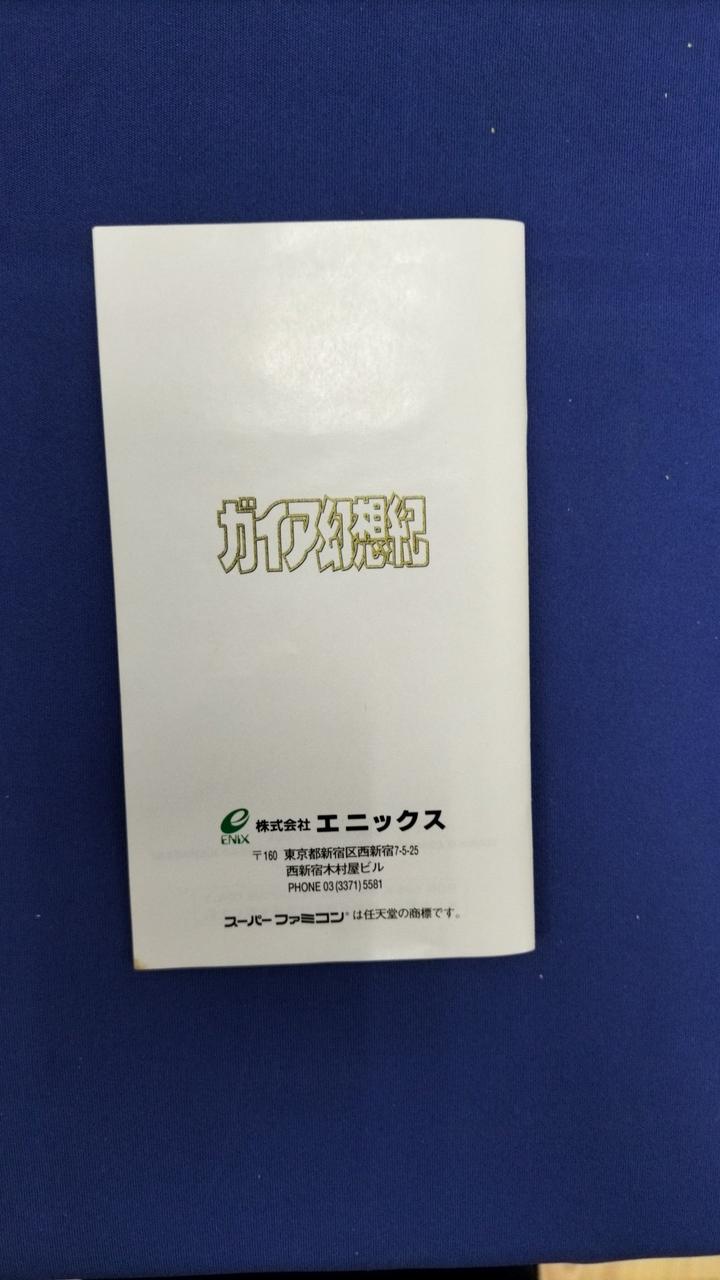 ガイア幻想紀
ENIX 株式会社 エニックス
〒160 東京都新宿区西新宿7-5-25
西新宿木村屋ビル
PHONE 03(3371)5581
スーパーファミコン®は任天堂の商標です。